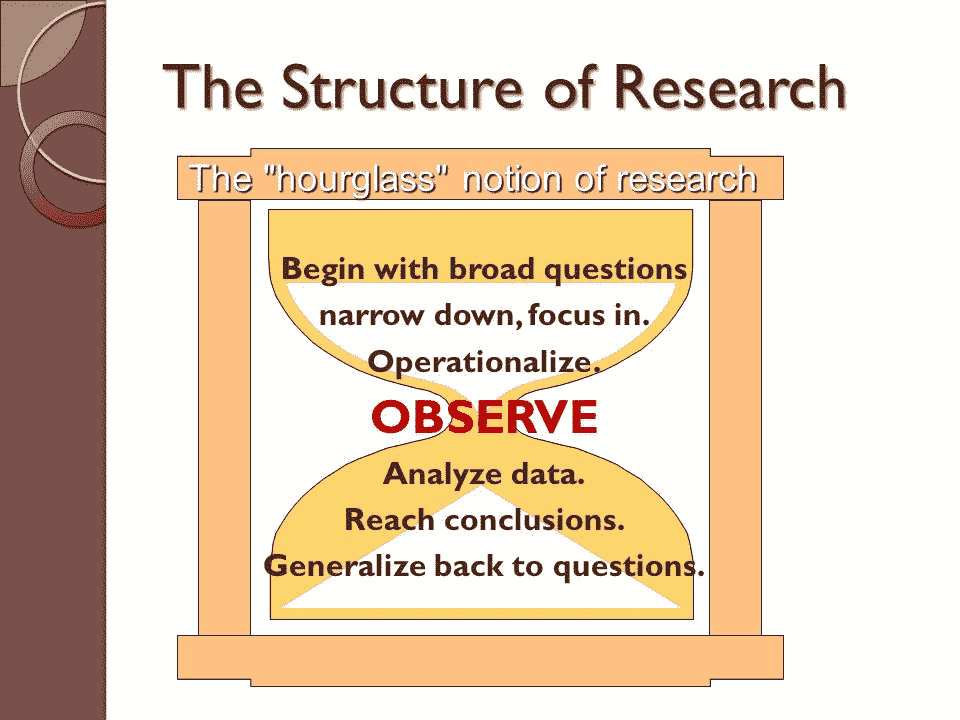 The Structure of Research
The "hourglass" notion of research
Begin with broad questions
narrow down, focus in.
Operationalize.
OBSERVE
Analyze data.
Reach conclusions.
Generalize back to questions.